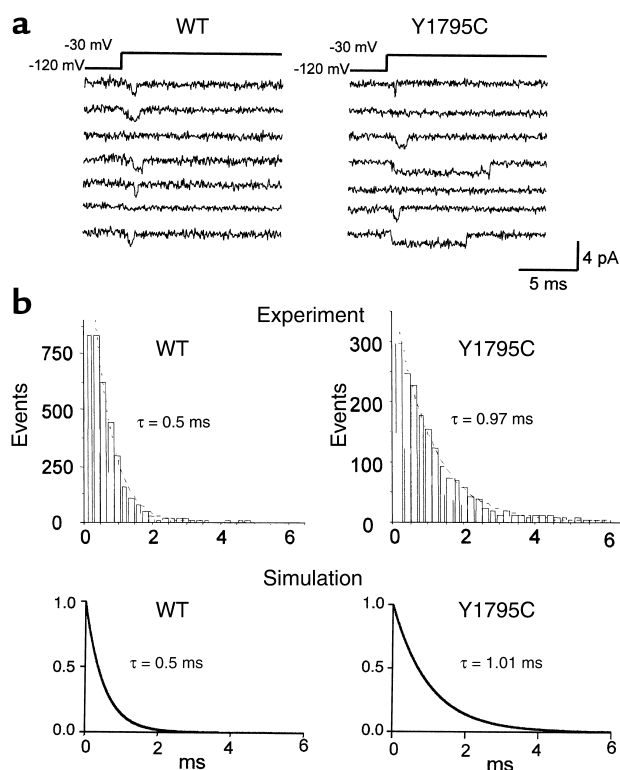 a
WT
Y1795C
-30 mV
-120 mV
-30 mV
-120 mV
4 pA
5 ms
b
Experiment
WT
Y1795C
Events
750
500
250
0
τ = 0.5 ms
0 2 4 6
Events
300
200
100
0
τ = 0.97 ms
0 2 4 6
Simulation
WT
Y1795C
1.0
0.5
0.0
τ = 0.5 ms
0 2 4 6
ms
1.0
0.5
0.0
τ = 1.01 ms
0 2 4 6
ms